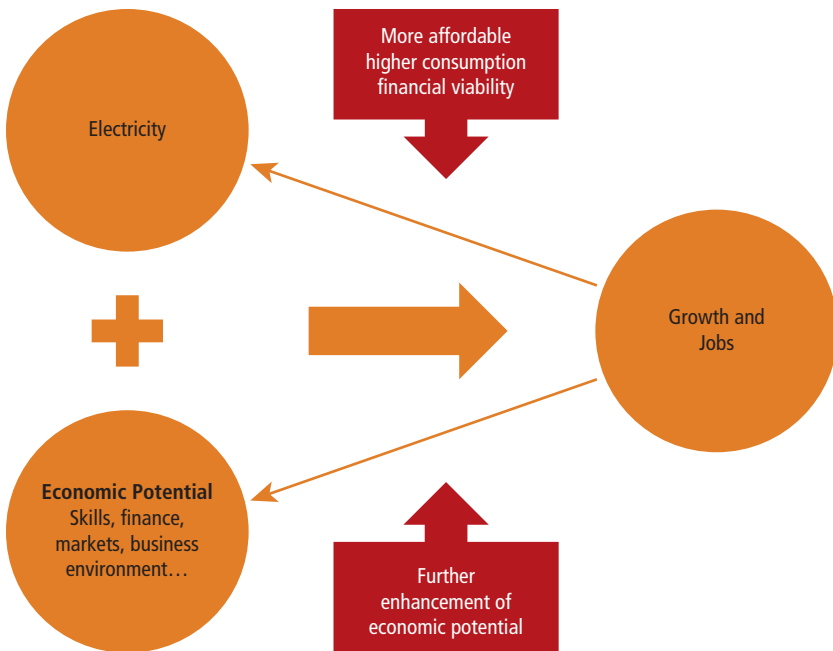 Electricity
More affordable
higher consumption
financial viability
Growth and
Jobs
Economic Potential
Skills, finance,
markets, business
environment…
Further
enhancement of
economic potential